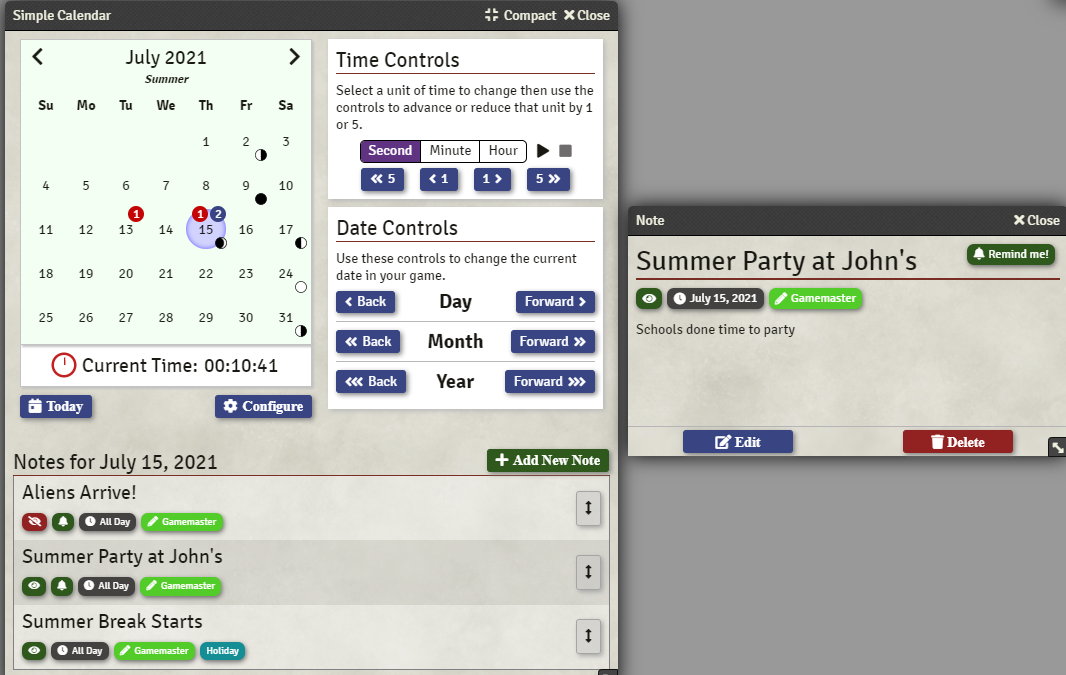 Simple Calendar
Compact
Close
July 2021
Summer
Su Mo Tu We Th Fr Sa
1 2 3
4 5 6 7 8 9 10
1 1 2
11 12 13 14 15 16 17
18 19 20 21 22 23 24
25 26 27 28 29 30 31
Current Time: 00:10:41
Today
Configure
Time Controls
Select a unit of time to change then use the
controls to advance or reduce that unit by 1
or 5.
Second Minute Hour
5 1 1 5
Date Controls
Use these controls to change the current
date in your game.
Back Day Forward
Back Month Forward
Back Year Forward
Notes for July 15, 2021
Add New Note
Aliens Arrive!
All Day Gamemaster
Summer Party at John's
All Day Gamemaster
Summer Break Starts
All Day Gamemaster Holiday
Note
Close
Summer Party at John's
Remind me!
July 15, 2021 Gamemaster
Schools done time to party
Edit
Delete